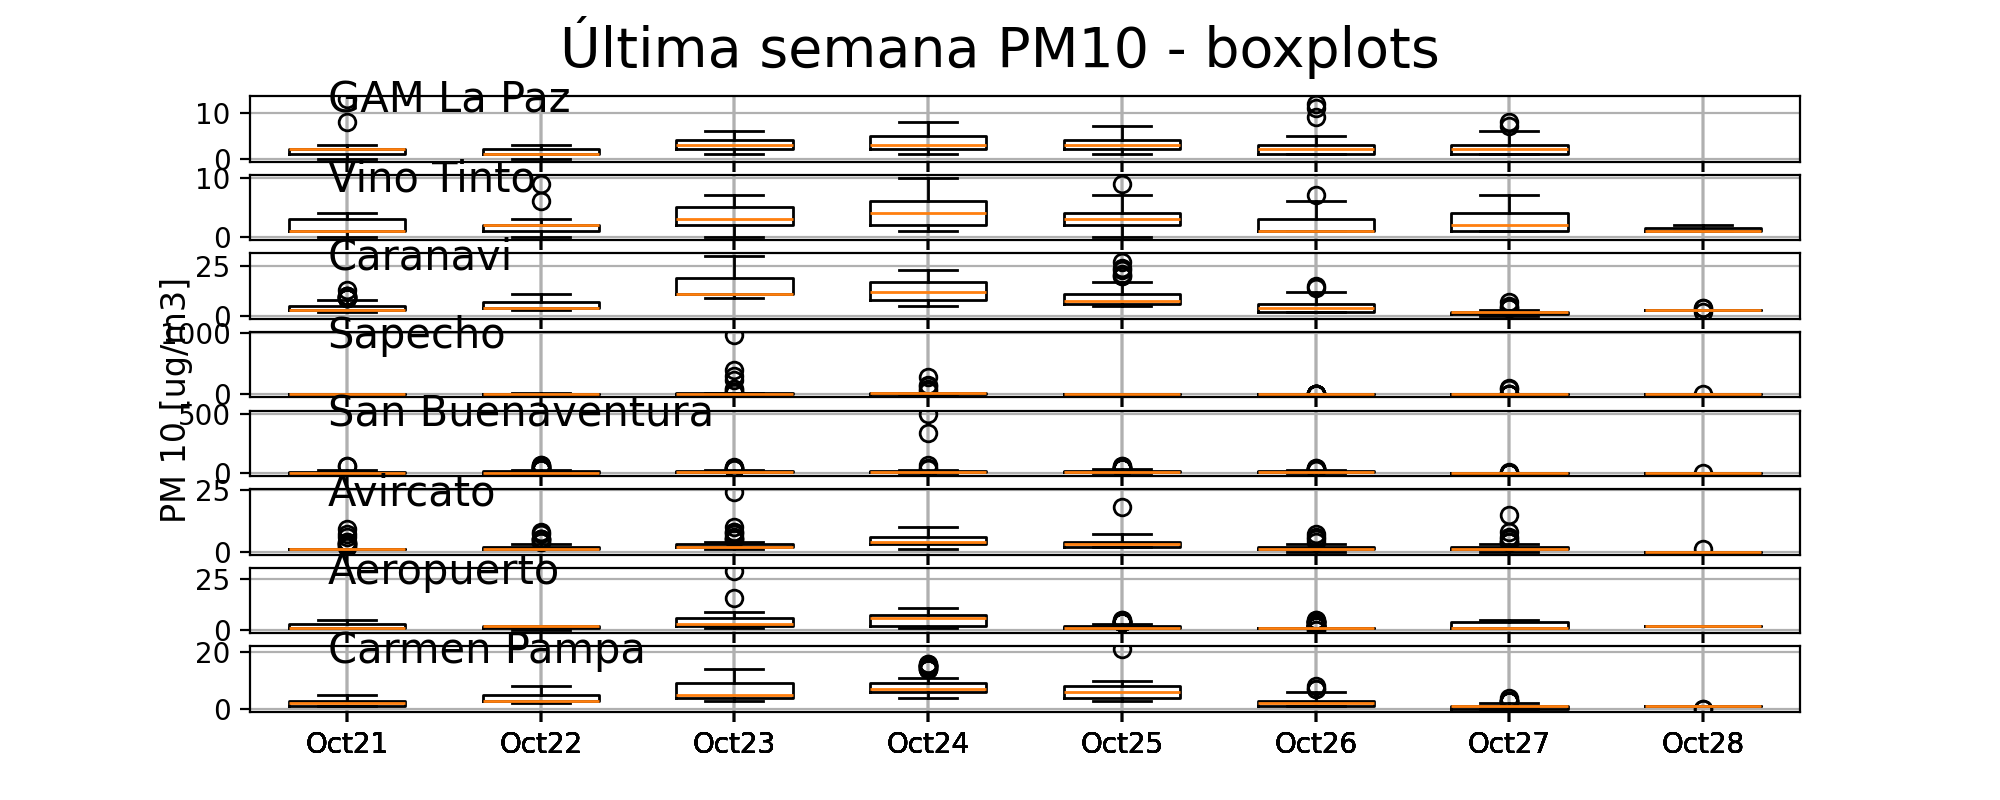 Última semana PM10 - boxplots
GAM La Paz
10
0
Vino Tinto
10
0
Caranavi
25
0
Sapecho
1000
0
San Buenaventura
500
0
Avircato
25
0
Aeropuerto
25
0
Carmen Pampa
20
0
PM 10 [ug/m3]
Oct21 Oct22 Oct23 Oct24 Oct25 Oct26 Oct27 Oct28